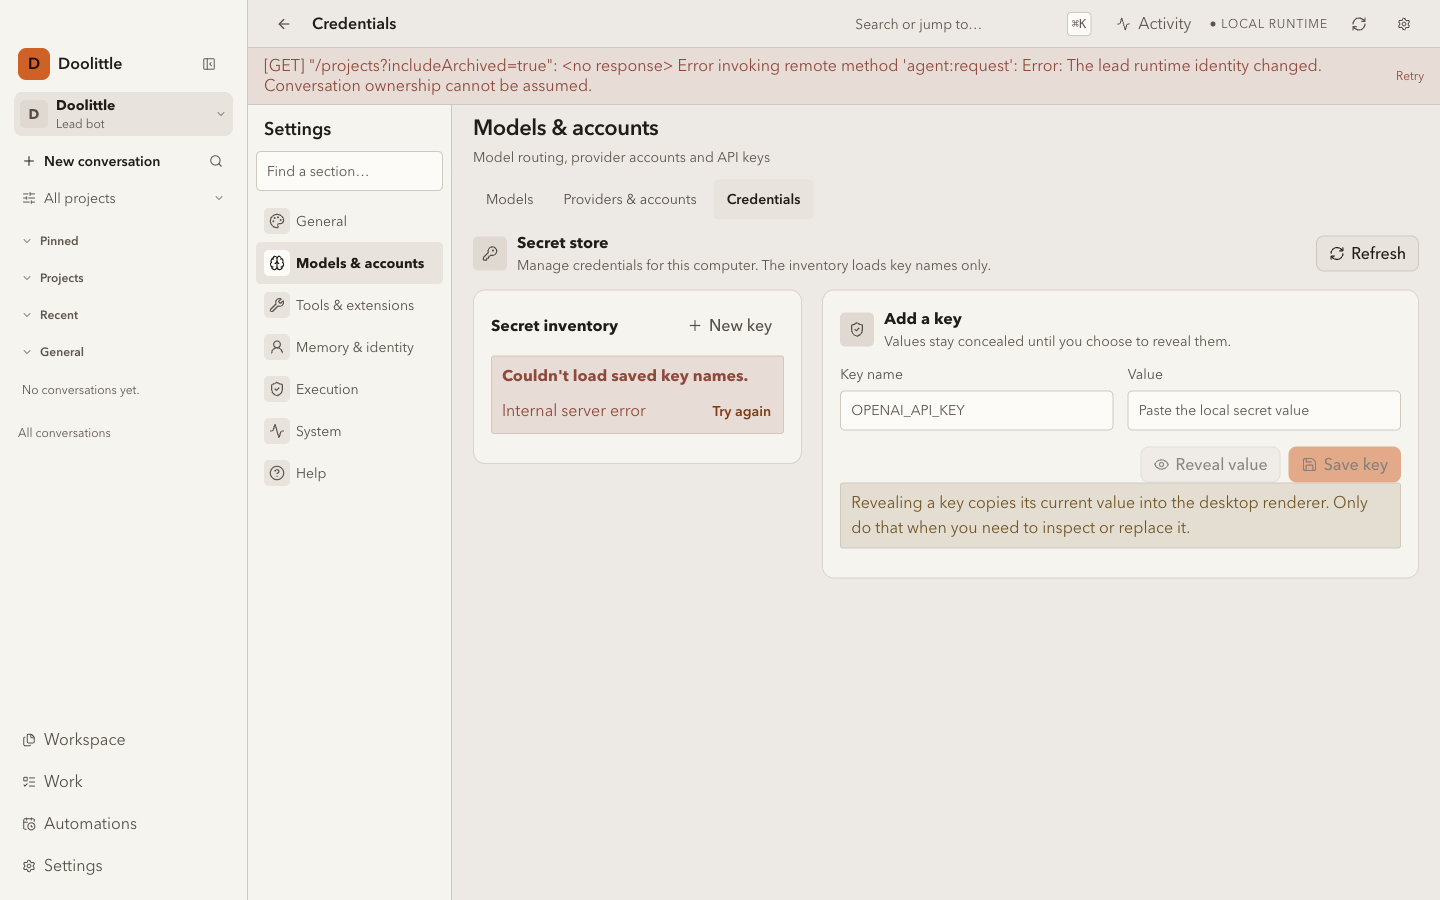 Credentials
Search or jump to…
⌘K
Activity
LOCAL RUNTIME
D
Doolittle
D
Doolittle
Lead bot
New conversation
All projects
Pinned
Projects
Recent
General
No conversations yet.
All conversations
Workspace
Work
Automations
Settings
[GET] "/projects?includeArchived=true": <no response> Error invoking remote method 'agent:request': Error: The lead runtime identity changed.
Conversation ownership cannot be assumed.
Retry
Settings
Find a section…
General
Models & accounts
Tools & extensions
Memory & identity
Execution
System
Help
Models & accounts
Model routing, provider accounts and API keys
Models
Providers & accounts
Credentials
Secret store
Manage credentials for this computer. The inventory loads key names only.
Refresh
Secret inventory
New key
Couldn't load saved key names.
Internal server error
Try again
Add a key
Values stay concealed until you choose to reveal them.
Key name
Value
OPENAI_API_KEY
Paste the local secret value
Reveal value
Save key
Revealing a key copies its current value into the desktop renderer. Only
do that when you need to inspect or replace it.